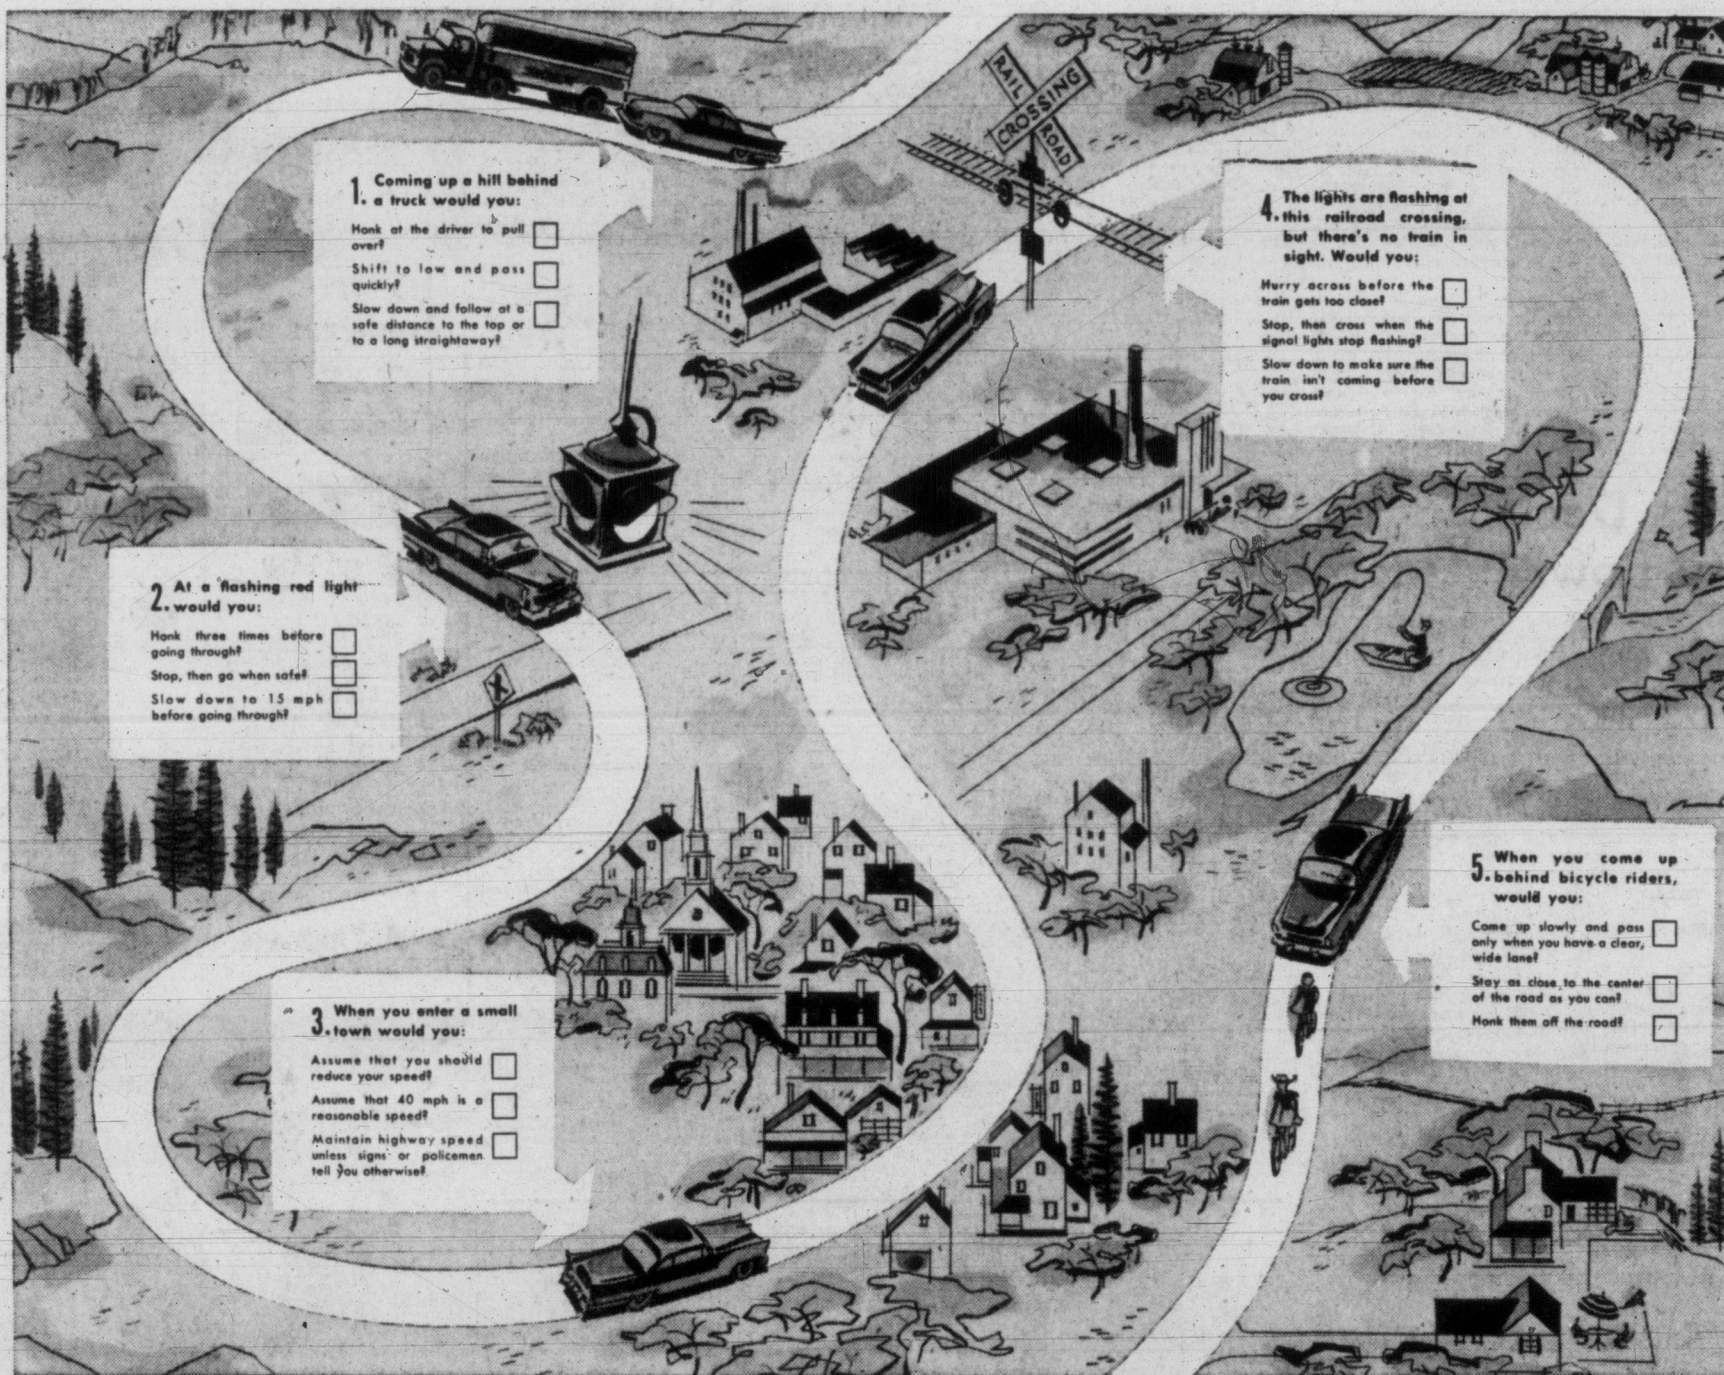 1. Coming up a hill behind
a truck would you:
Honk at the driver to pull
over?
Shift to low and pass
quickly?
Slow down and follow at a
safe distance to the top or
to a long straightaway?
RAIL
CROSSING
ROAD
4. The lights are flashing at
this railroad crossing,
but there's no train in
sight. Would you:
Hurry across before the
train gets too close?
Stop, then cross when the
signal lights stop flashing?
Slow down to make sure the
train isn't coming before
you cross?
2. At a flashing red light
would you:
Honk three times before
going through?
Stop, then go when safe?
Slow down to 15 mph
before going through?
3. When you enter a small
town would you:
Assume that you should
reduce your speed?
Assume that 40 mph is a
reasonable speed?
Maintain highway speed
unless signs or policemen
tell you otherwise?
5. When you come up
behind bicycle riders,
would you:
Come up slowly and pass
only when you have a clear,
wide lane?
Stay as close to the center
of the road as you can?
Honk them off the road?